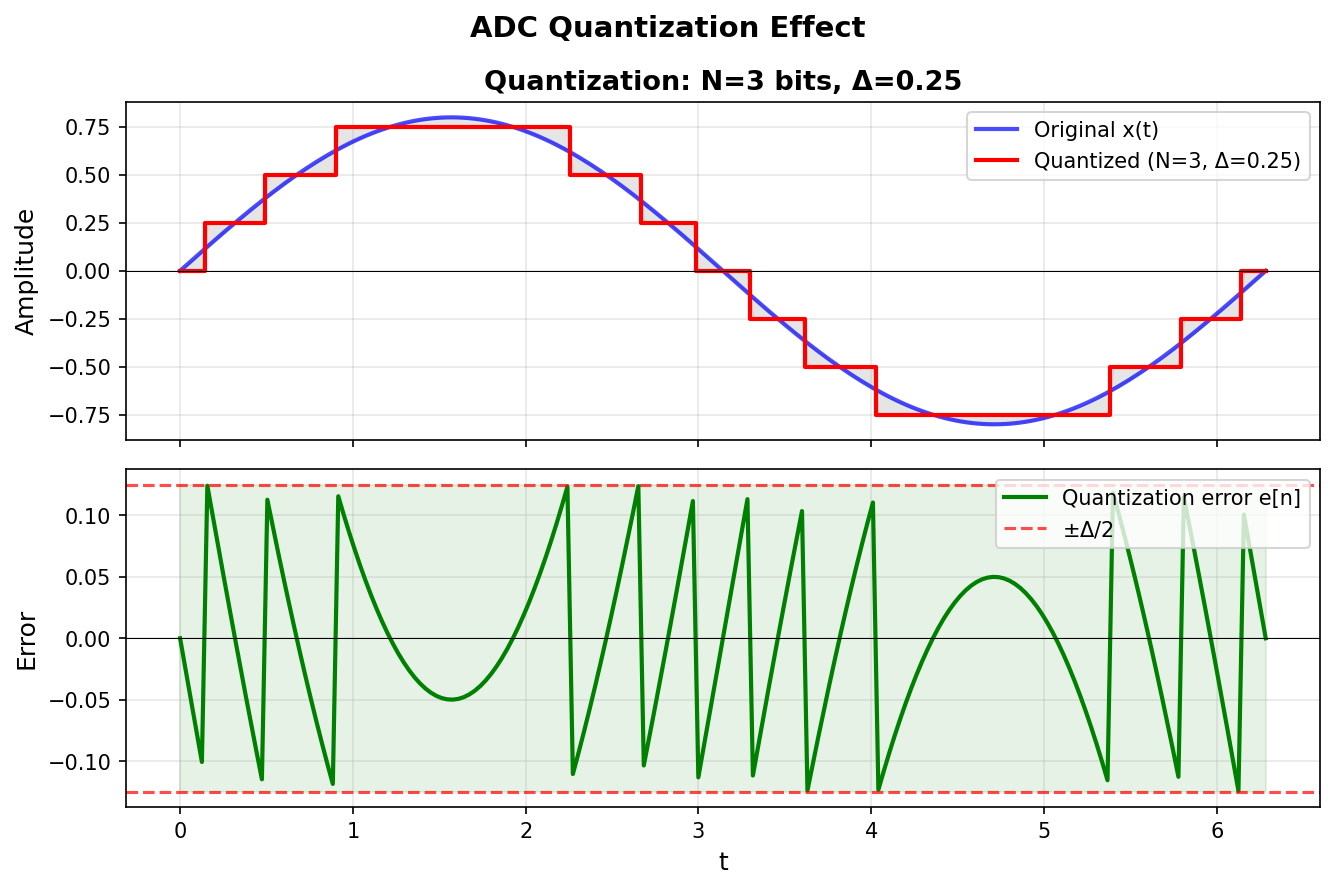 ADC Quantization Effect
Quantization: N=3 bits, Δ=0.25
Original x(t)
Quantized (N=3, Δ=0.25)
Amplitude
0.75
0.50
0.25
0.00
−0.25
−0.50
−0.75
Quantization error e[n]
±Δ/2
Error
0.10
0.05
0.00
−0.05
−0.10
0 1 2 3 4 5 6
t